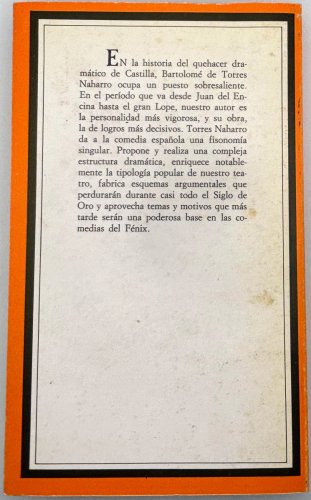 EN la historia del quehacer dra-
mático de Castilla, Bartolomé de Torres
Naharro ocupa un puesto sobresaliente.
En el período que va desde Juan del En-
cina hasta el gran Lope, nuestro autor es
la personalidad más vigorosa, y su obra,
la de logros más decisivos. Torres Naharro
da a la comedia española una fisonomía
singular. Propone y realiza una compleja
estructura dramática, enriquece notable-
mente la tipología popular de nuestro tea-
tro, fabrica esquemas argumentales que
perdurarán durante casi todo el Siglo de
Oro y aprovecha temas y motivos que más
tarde serán una poderosa base en las co-
medias del Fénix.